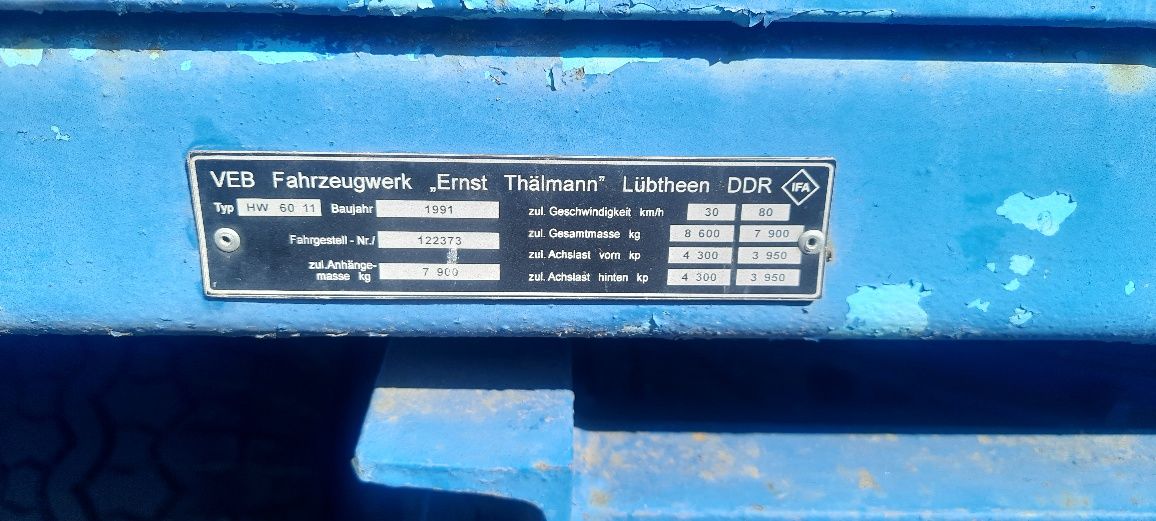 VEB Fahrzeugwerk „Ernst Thälmann” Lübtheen DDR IFA
Typ HW 60 11 Baujahr 1991
Fahrgestell - Nr./ 122373
zul.Anhänge-
masse kg 7 900
zul. Geschwindigkeit km/h 30 80
zul. Gesamtmasse kg 8 600 7 900
zul. Achslast vorn kp 4 300 3 950
zul. Achslast hinten kp 4 300 3 950